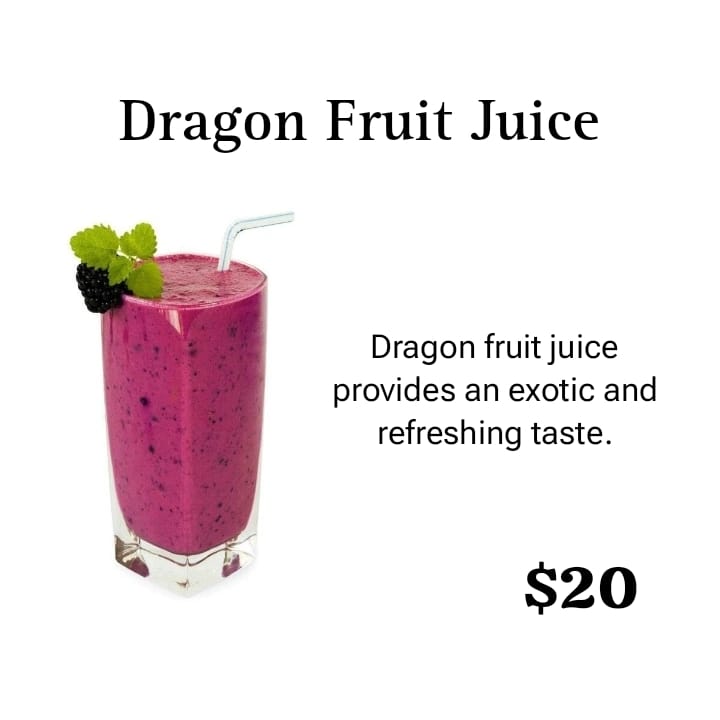 Dragon Fruit Juice
Dragon fruit juice
provides an exotic and
refreshing taste.
$20